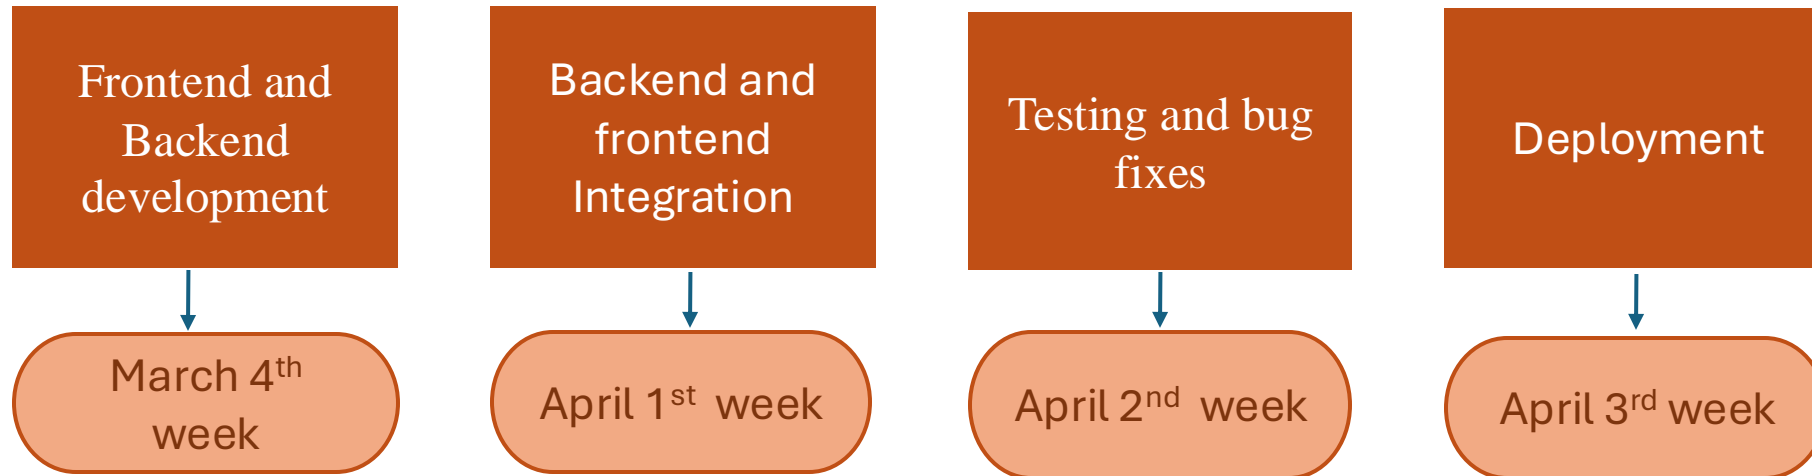 Frontend and
Backend
development
Backend and
frontend
Integration
Testing and bug
fixes
Deployment
March 4th
week
April 1st week
April 2nd week
April 3rd week